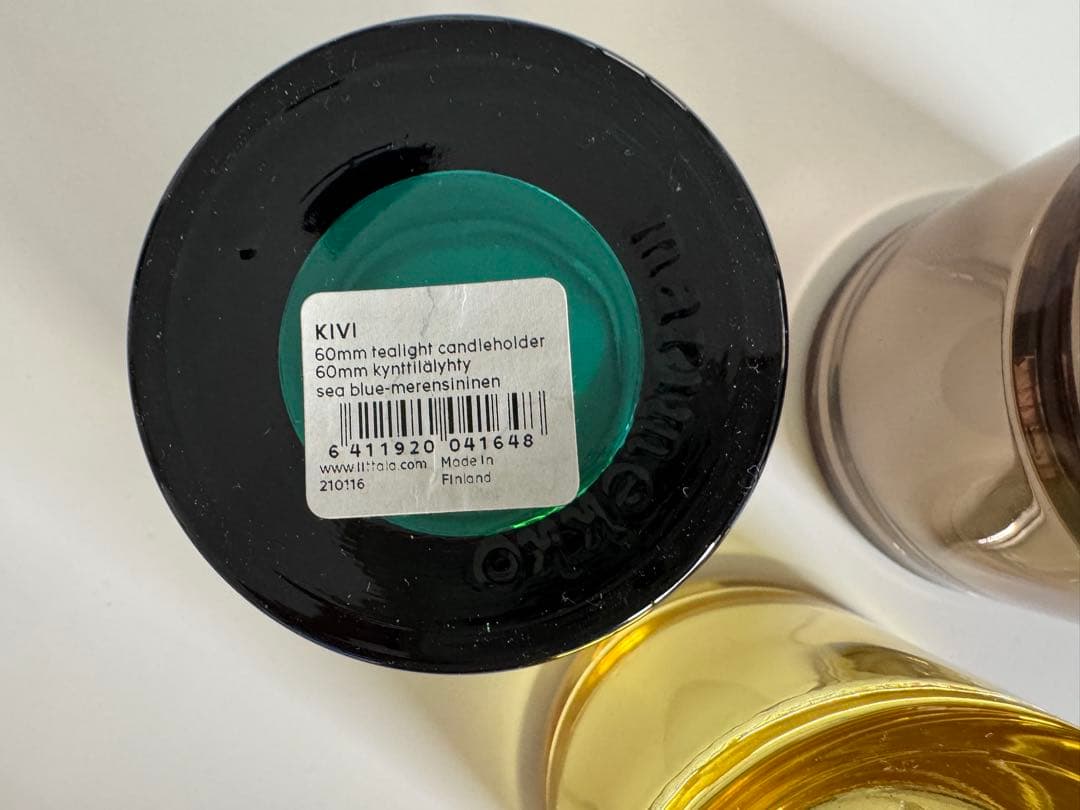 KIVI
60mm tealight candleholder
60mm kynttilälyhty
sea blue-merensininen
6 411920 041648
www.iittala.com Made in
210116 Finland
marimekko